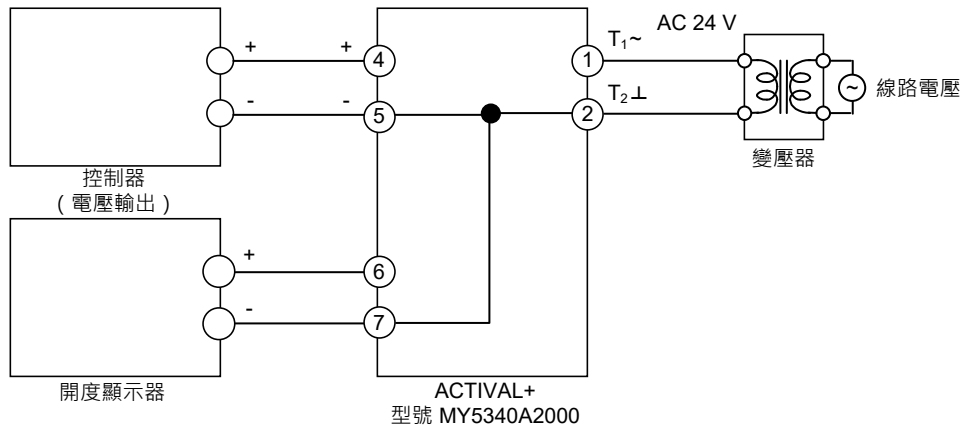 AC 24 V
T₁~
+ +
4
1
線路電壓
~
T₂⊥
- -
5
2
變壓器
控制器
( 電壓輸出 )
+
6
-
7
開度顯示器
ACTIVAL+
型號 MY5340A2000